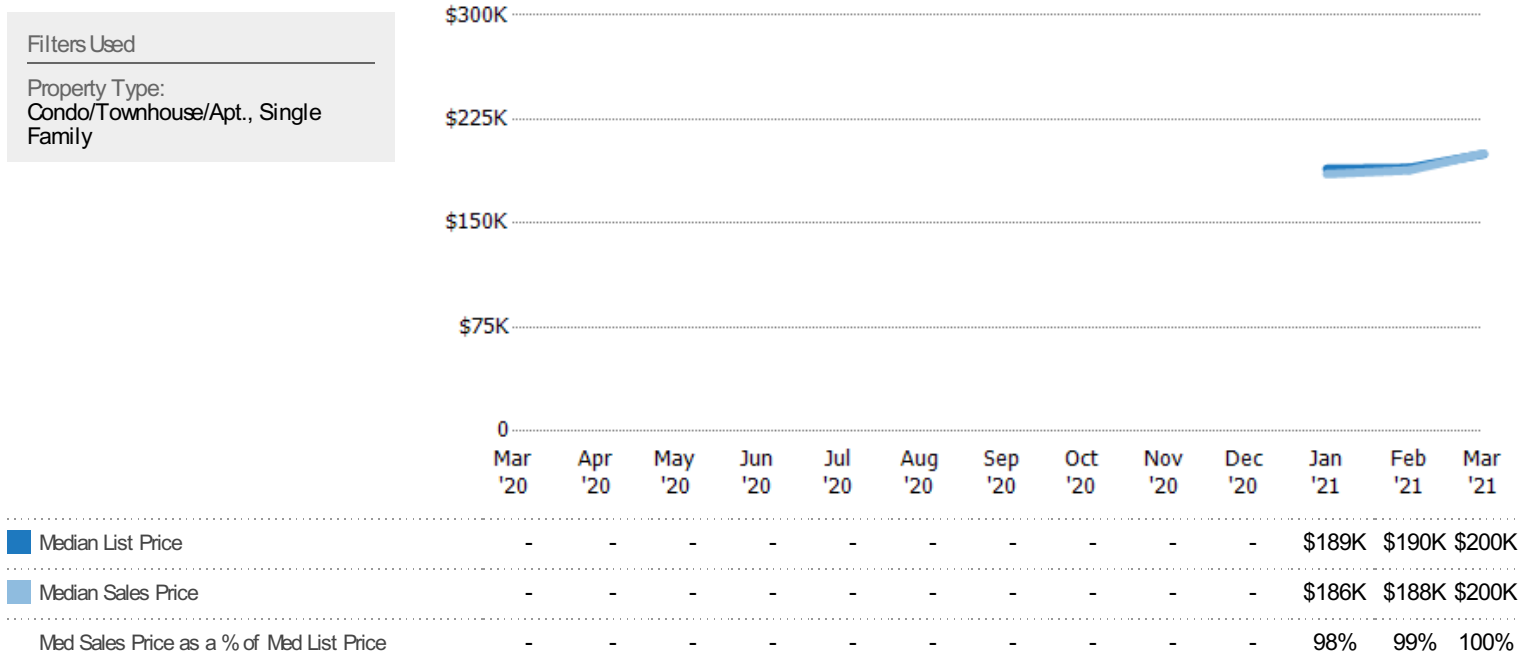 Filters Used
Property Type:
Condo/Townhouse/Apt., Single
Family
$300K
$225K
$150K
$75K
0
Mar Apr May Jun Jul Aug Sep Oct Nov Dec Jan Feb Mar
'20 '20 '20 '20 '20 '20 '20 '20 '20 '20 '21 '21 '21
Median List Price - - - - - - - - - - $189K $190K $200K
Median Sales Price - - - - - - - - - - $186K $188K $200K
Med Sales Price as a % of Med List Price - - - - - - - - - - 98% 99% 100%